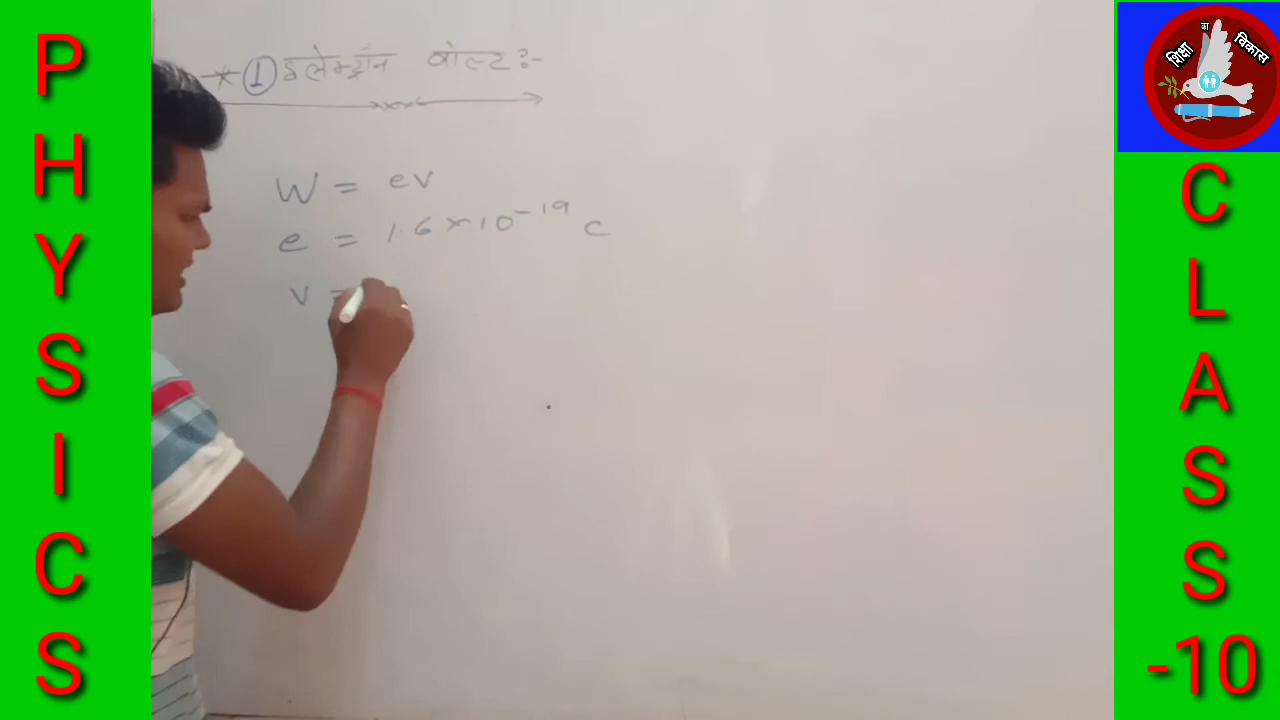 PHYSICS
* 1 इलेक्ट्रॉन वोल्ट :-
W = ev
e = 1.6 × 10⁻¹⁹ C
v =
शिक्षा का विकास
CLASS
-10